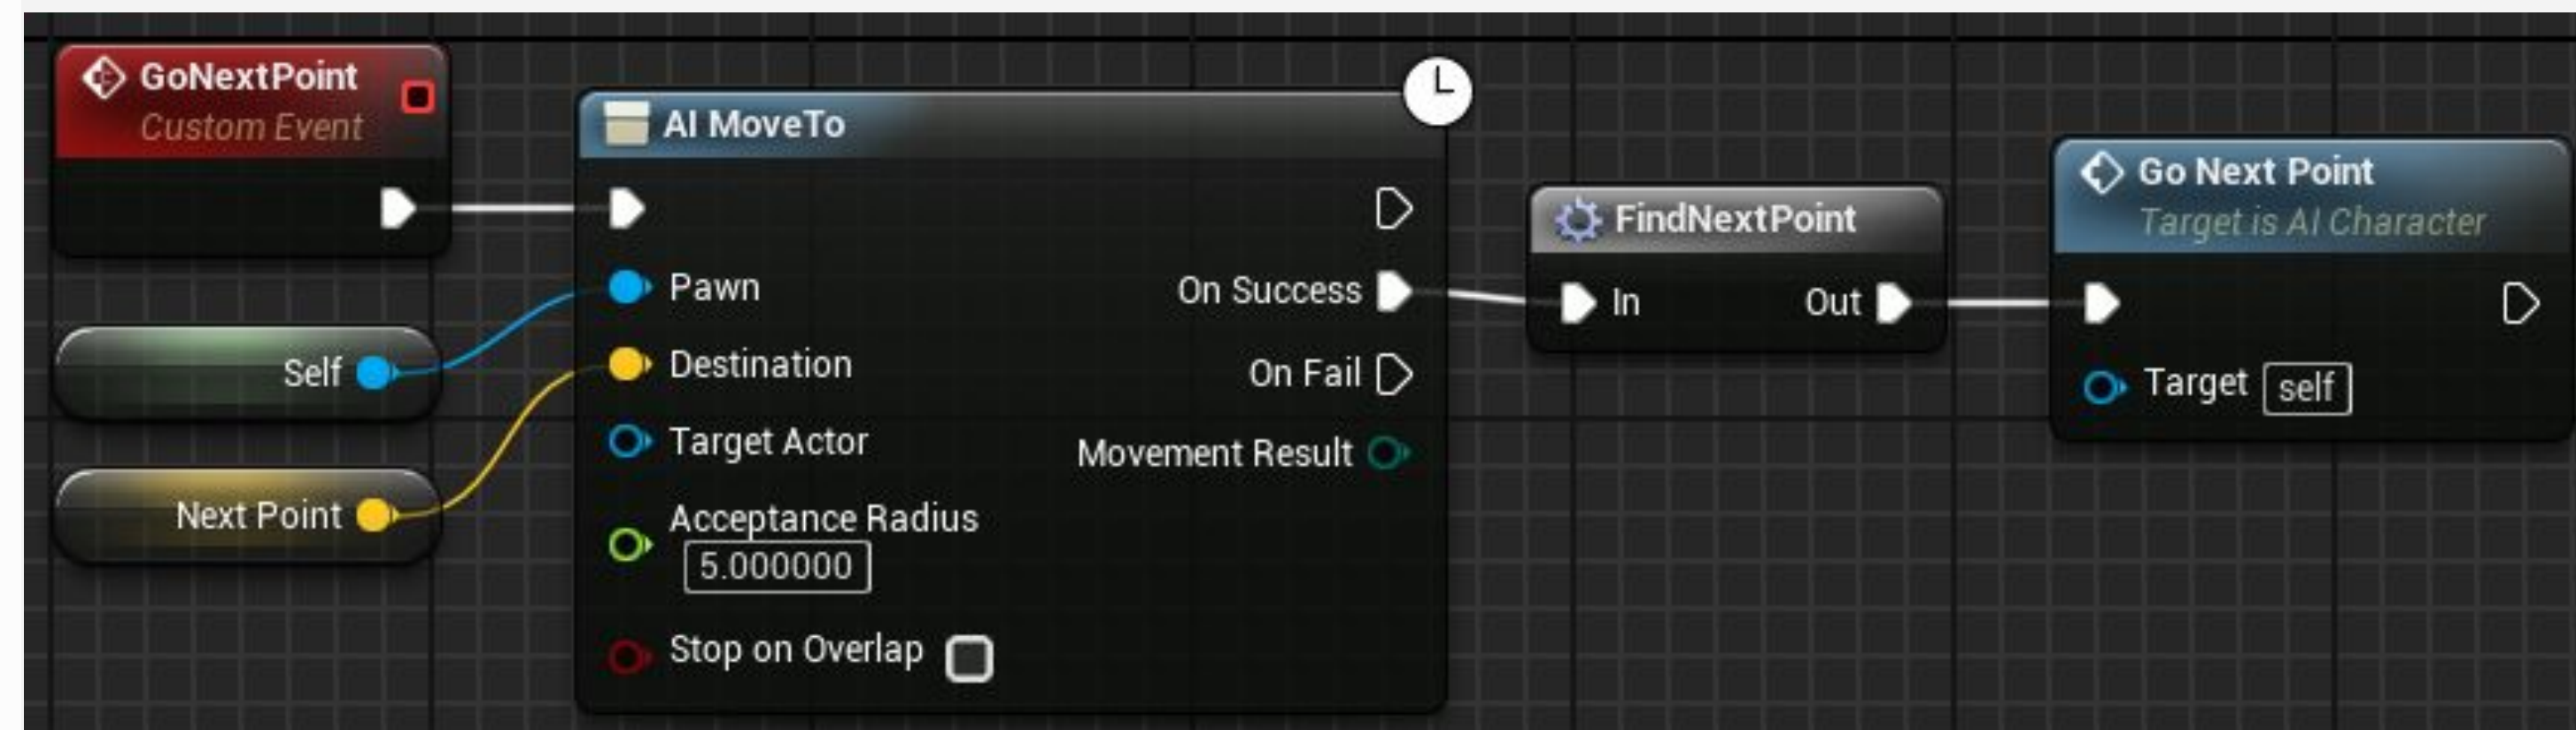 GoNextPoint
Custom Event
Self
Next Point
AI MoveTo
Pawn
Destination
Target Actor
Acceptance Radius
5.000000
Stop on Overlap
On Success
On Fail
Movement Result
FindNextPoint
In
Out
Go Next Point
Target is AI Character
Target self